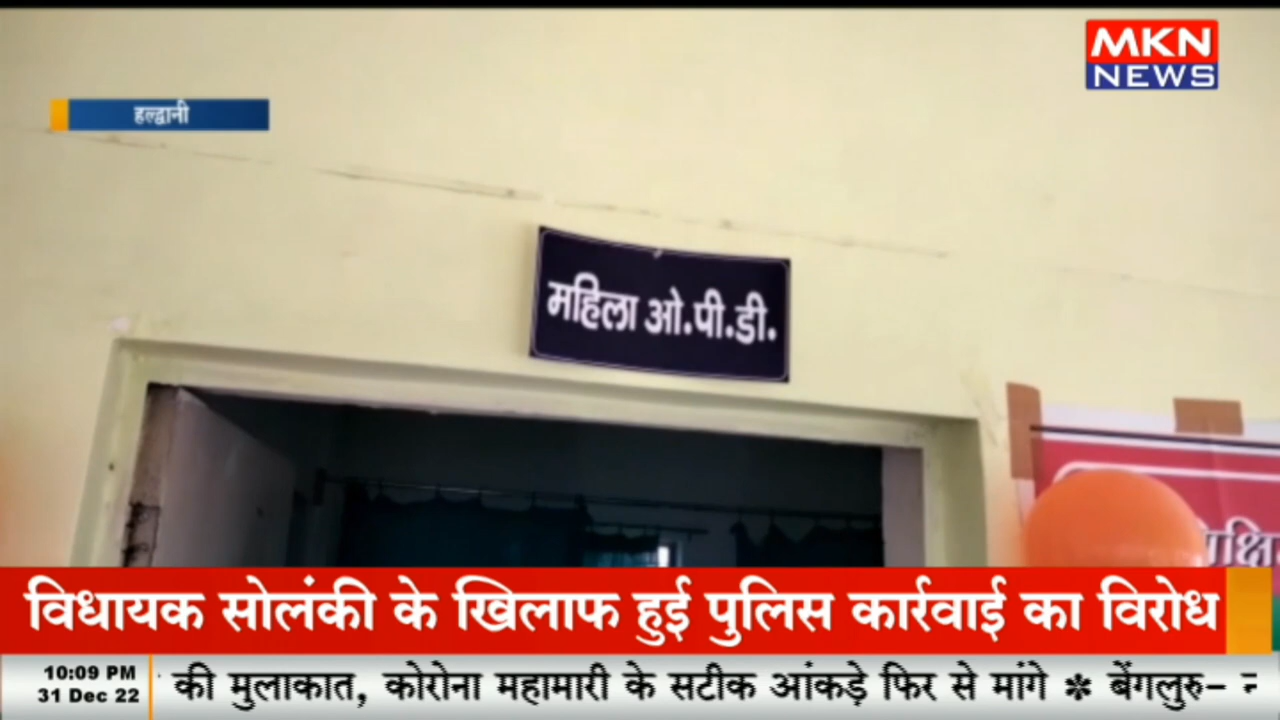 MKN
NEWS
हल्द्वानी
महिला ओ.पी.डी.
विधायक सोलंकी के खिलाफ हुई पुलिस कार्रवाई का विरोध
10:09 PM
31 Dec 22
की मुलाकात, कोरोना महामारी के सटीक आंकड़े फिर से मांगे * बेंगलुरु–